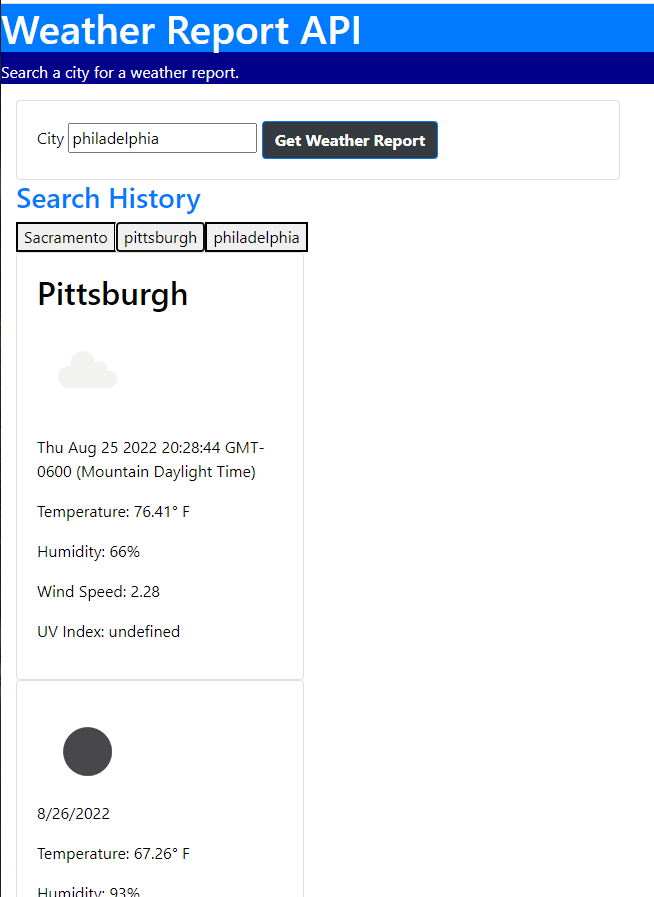 Weather Report API
Search a city for a weather report.
City philadelphia Get Weather Report
Search History
Sacramento pittsburgh philadelphia
Pittsburgh
Thu Aug 25 2022 20:28:44 GMT-
0600 (Mountain Daylight Time)
Temperature: 76.41° F
Humidity: 66%
Wind Speed: 2.28
UV Index: undefined
8/26/2022
Temperature: 67.26° F
Humidity: 93%